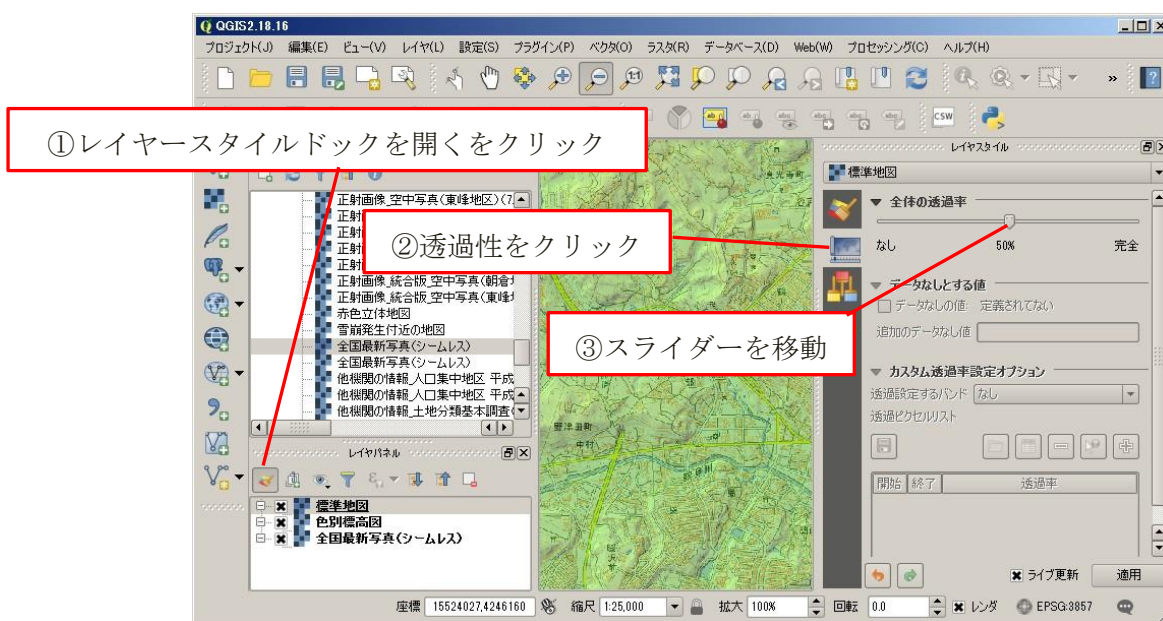 QGIS2.18.16
プロジェクト(J) 編集(E) ビュー(V) レイヤ(L) 設定(S) プラグイン(P) ベクタ(O) ラスタ(R) データベース(D) Web(W) プロセッシング(C) ヘルプ(H)
CSW
①レイヤースタイルドックを開くをクリック
レイヤスタイル
標準地図
正射画像_空中写真(東峰地区)(7.
正射
正射
正射
正射
正射画像_統合版_空中写真(朝倉地
正射画像_統合版_空中写真(東峰地
赤色立体地図
雪崩発生付近の地図
全国最新写真(シームレス)
全国最新写真(シームレス)
他機関の情報_人口集中地区 平成
他機関の情報_人口集中地区 平成
他機関の情報_土地分類基本調査(
②透過性をクリック
③スライダーを移動
全体の透過率
なし 50% 完全
データなしとする値
データなしの値: 定義されてない
追加のデータなし値
カスタム透過率設定オプション
透過設定するバンド なし
透過ピクセルリスト
開始 終了 透過率
野津田町
中村
レイヤパネル
標準地図
色別標高図
全国最新写真(シームレス)
ライブ更新 適用
座標 15524027,4246160 縮尺 1:25,000 拡大 100% 回転 0.0 レンダ EPSG:3857